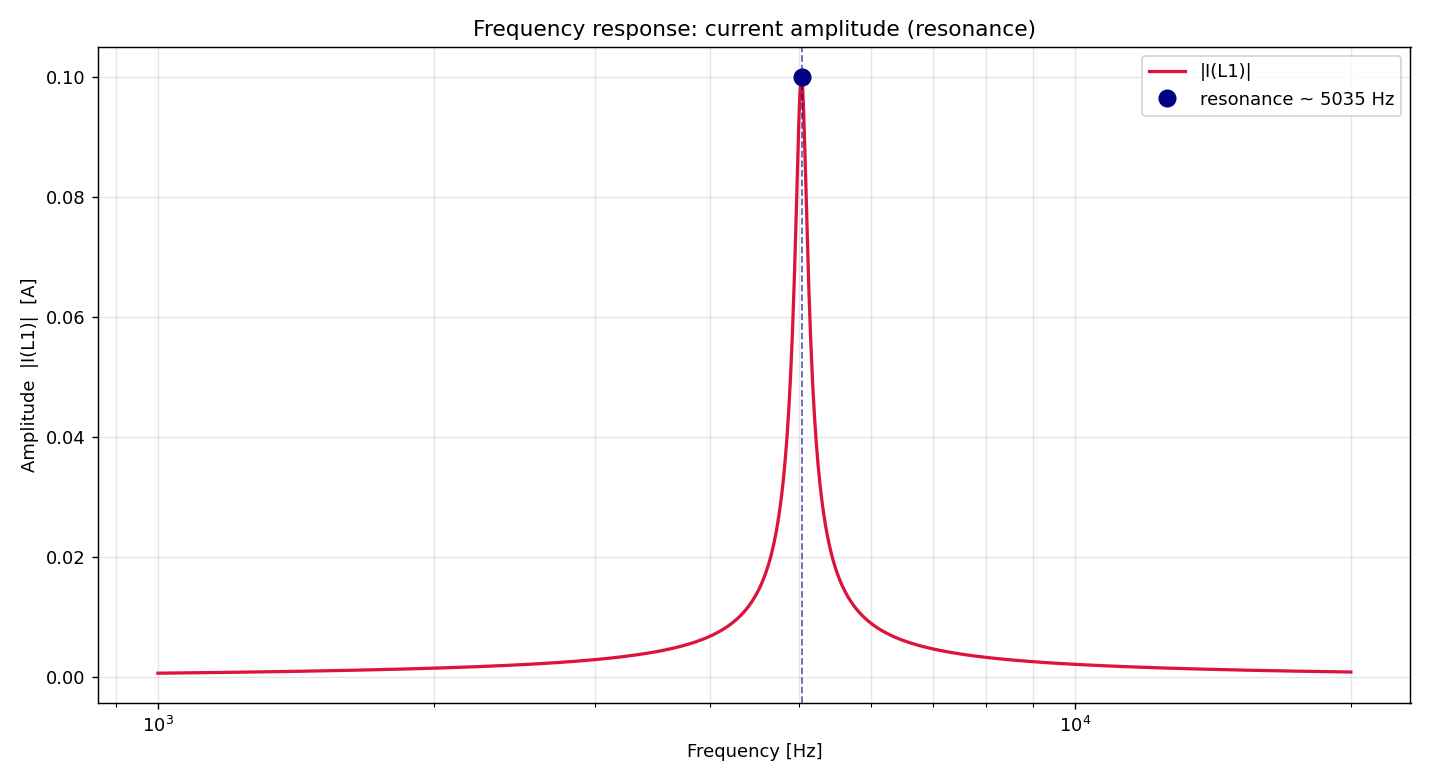 Frequency response: current amplitude (resonance)
|I(L1)|
resonance ~ 5035 Hz
Amplitude |I(L1)| [A]
0.10
0.08
0.06
0.04
0.02
0.00
10³
10⁴
Frequency [Hz]